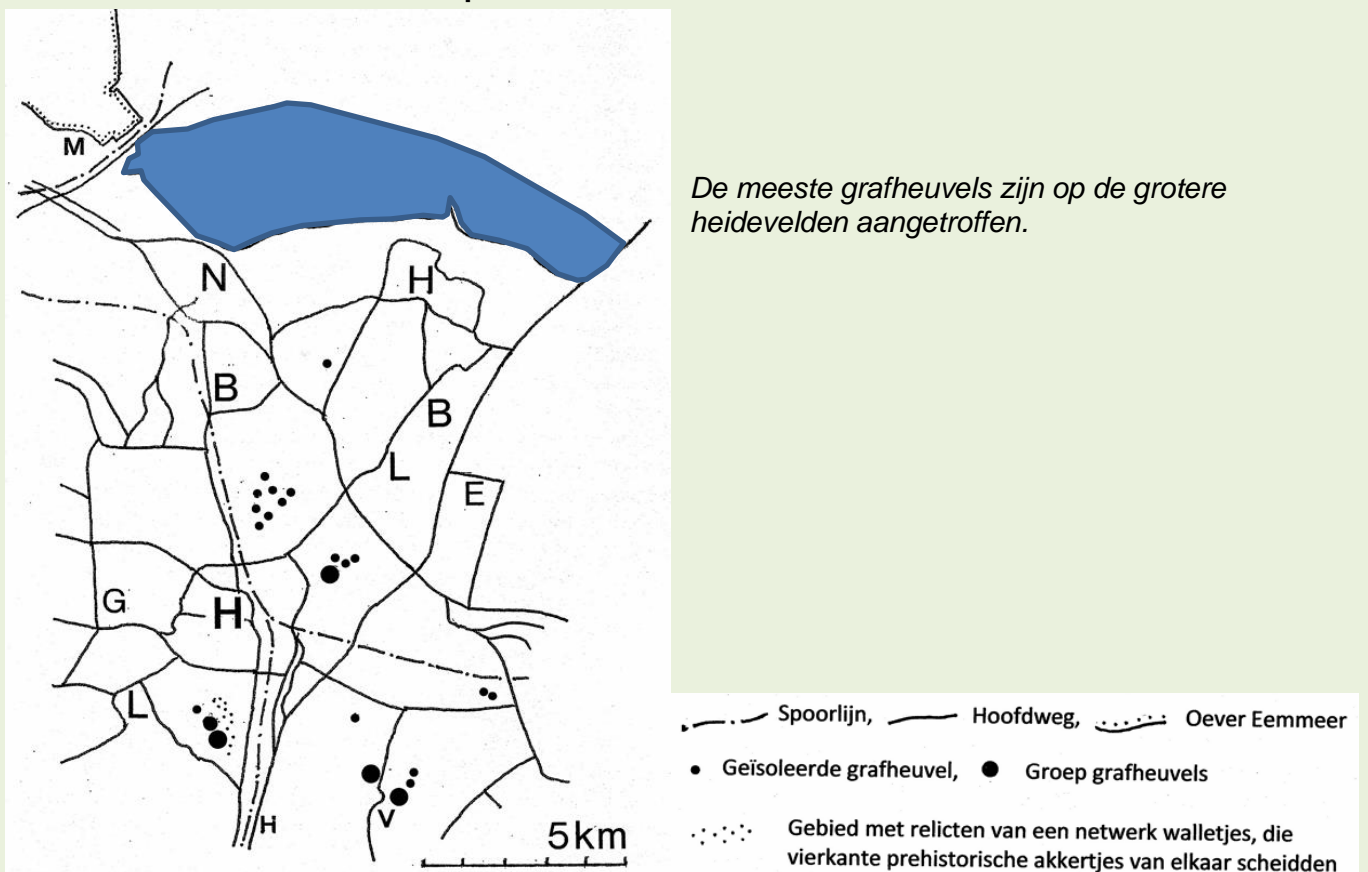 M
N
H
B
B
L
E
G
H
L
H
V
5km
De meeste grafheuvels zijn op de grotere
heidevelden aangetroffen.
Spoorlijn, Hoofdweg, Oever Eemmeer
Geïsoleerde grafheuvel, Groep grafheuvels
Gebied met relicten van een netwerk walletjes, die
vierkante prehistorische akkertjes van elkaar scheidden